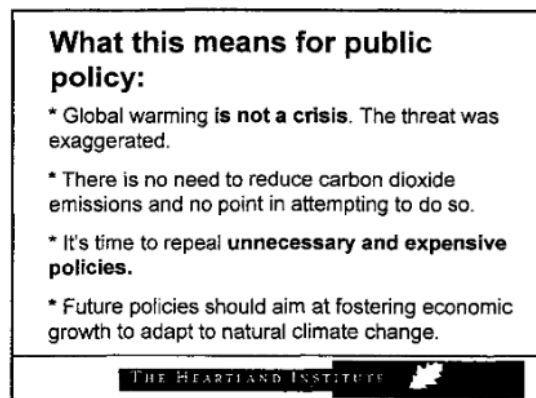 What this means for public
policy:
* Global warming is not a crisis. The threat was
exaggerated.
* There is no need to reduce carbon dioxide
emissions and no point in attempting to do so.
* It's time to repeal unnecessary and expensive
policies.
* Future policies should aim at fostering economic
growth to adapt to natural climate change.
THE HEARTLAND INSTITUTE